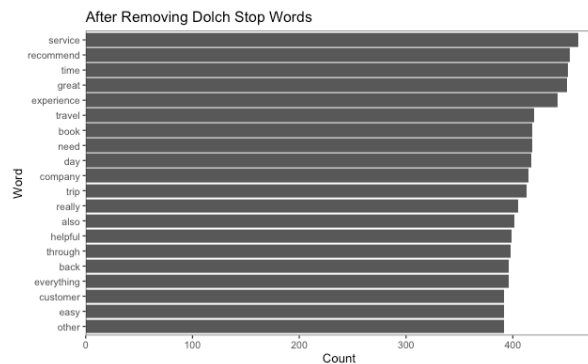 After Removing Dolch Stop Words
service
recommend
time
great
experience
travel
book
need
day
company
trip
really
also
helpful
through
back
everything
customer
easy
other
Word
0 100 200 300 400
Count